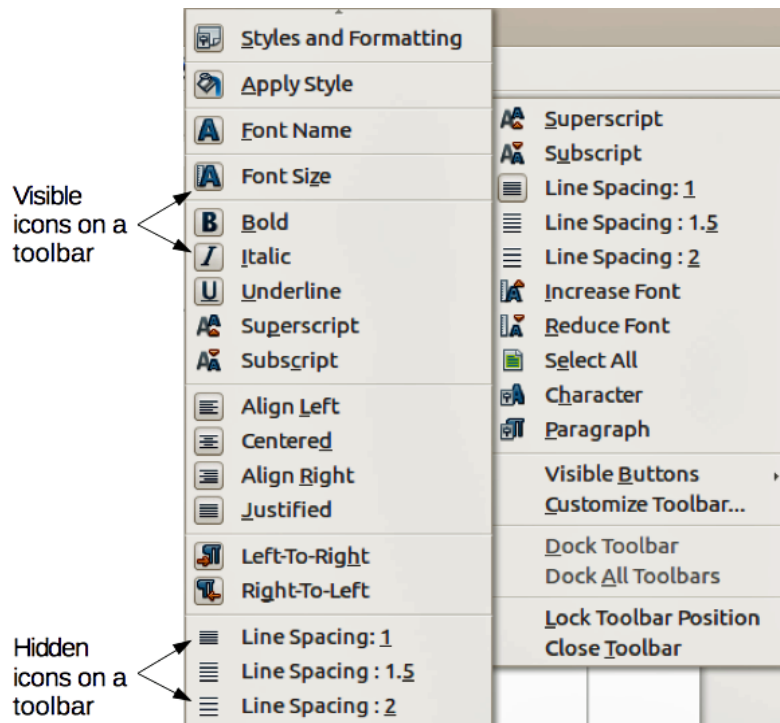 Visible
icons on a
toolbar
Hidden
icons on a
toolbar
Styles and Formatting
Apply Style
Font Name
Font Size
Bold
Italic
Underline
Superscript
Subscript
Align Left
Centered
Align Right
Justified
Left-To-Right
Right-To-Left
Line Spacing: 1
Line Spacing : 1.5
Line Spacing : 2
Superscript
Subscript
Line Spacing: 1
Line Spacing : 1.5
Line Spacing : 2
Increase Font
Reduce Font
Select All
Character
Paragraph
Visible Buttons
Customize Toolbar...
Dock Toolbar
Dock All Toolbars
Lock Toolbar Position
Close Toolbar